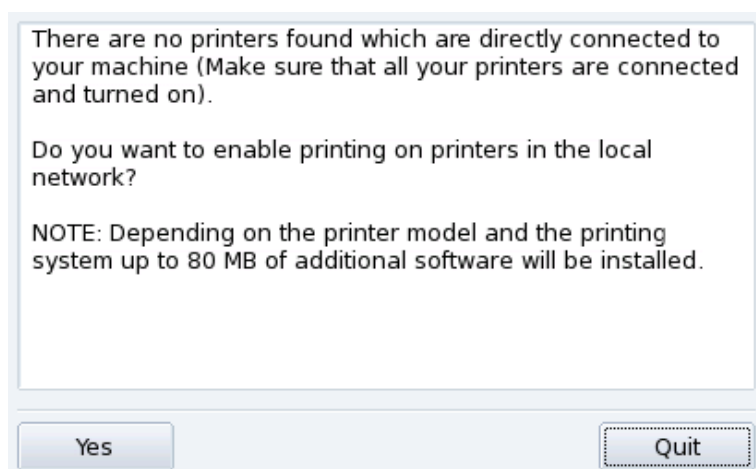 There are no printers found which are directly connected to
your machine (Make sure that all your printers are connected
and turned on).
Do you want to enable printing on printers in the local
network?
NOTE: Depending on the printer model and the printing
system up to 80 MB of additional software will be installed.
Yes
Quit